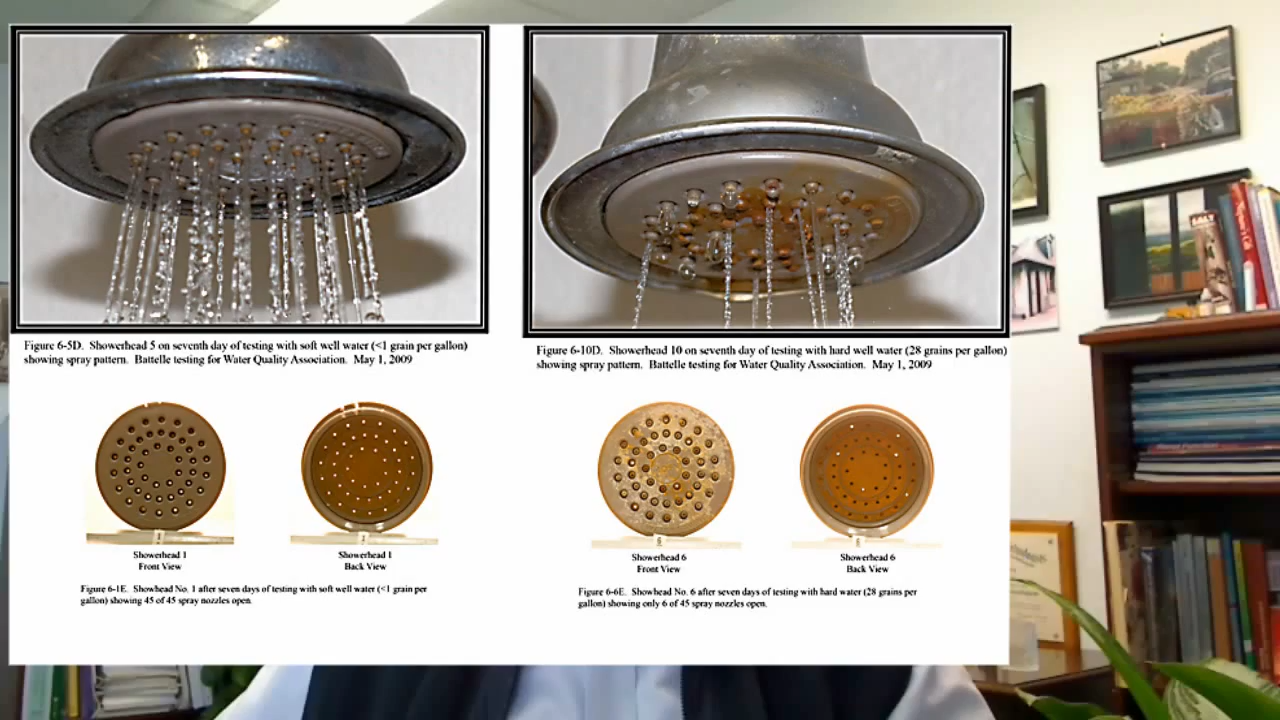 Figure 6-5D. Showerhead 5 on seventh day of testing with soft well water (<1 grain per gallon)
showing spray pattern. Battelle testing for Water Quality Association. May 1, 2009
Figure 6-10D. Showerhead 10 on seventh day of testing with hard well water (28 grains per gallon)
showing spray pattern. Battelle testing for Water Quality Association. May 1, 2009
1
Showerhead 1
Front View
Showerhead 1
Back View
6
Showerhead 6
Front View
Showerhead 6
Back View
Figure 6-1E. Showhead No. 1 after seven days of testing with soft well water (<1 grain per
gallon) showing 45 of 45 spray nozzles open.
Figure 6-6E. Showhead No. 6 after seven days of testing with hard water (28 grains per
gallon) showing only 6 of 45 spray nozzles open.
SALT